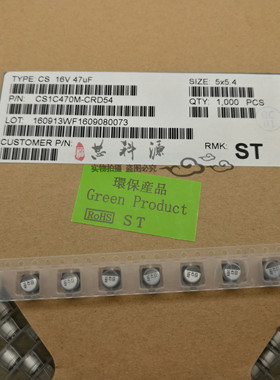 TYPE: CS 16V 47uF
SIZE: 5x5.4
P/N: CS1C470M-CRD54
QTY: 1,000 PCS
LOT: 160913WF1609080073
CUSTOMER P/N:
RMK: ST
環保産品
Green Product
RoHS ST